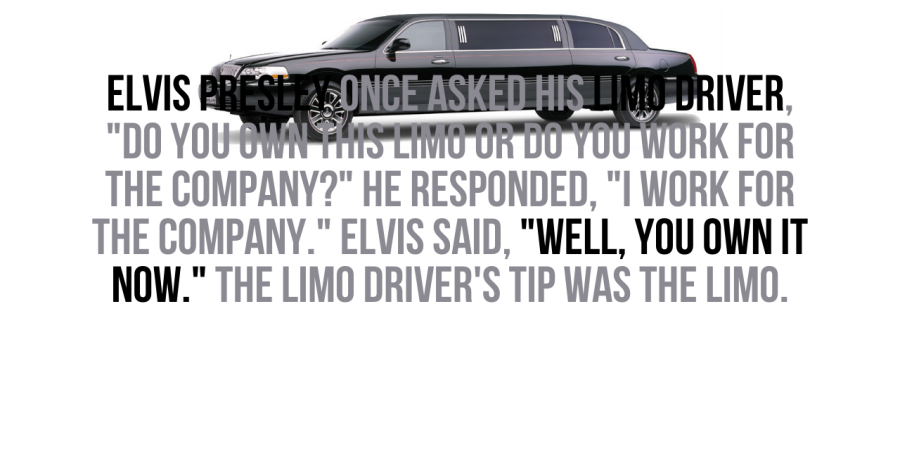 ELVIS PRESLEY ONCE ASKED HIS LIMO DRIVER,
"DO YOU OWN THIS LIMO OR DO YOU WORK FOR
THE COMPANY?" HE RESPONDED, "I WORK FOR
THE COMPANY." ELVIS SAID, "WELL, YOU OWN IT
NOW." THE LIMO DRIVER'S TIP WAS THE LIMO.